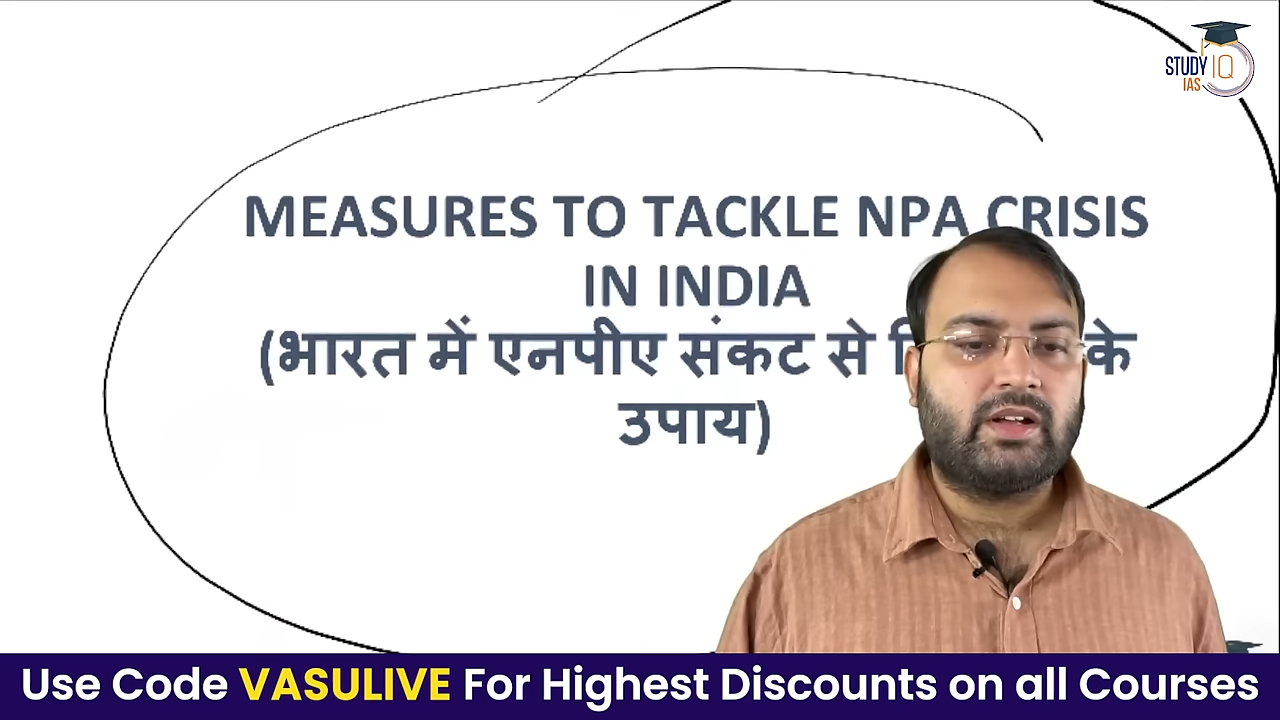 STUDY IQ
IAS
MEASURES TO TACKLE NPA CRISIS
IN INDIA
(भारत में एनपीए संकट से के
उपाय)
Use Code VASULIVE For Highest Discounts on all Courses